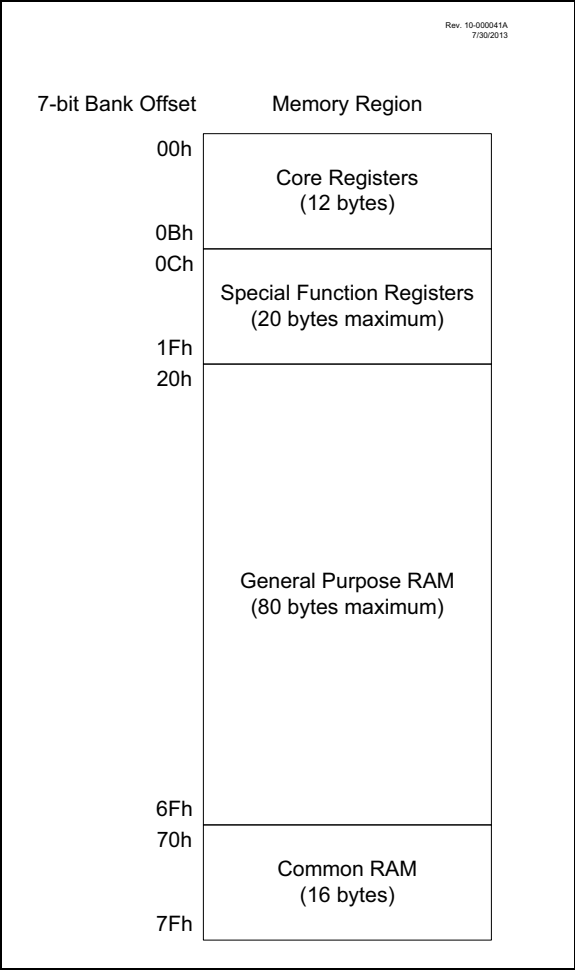 Rev. 10-000041A
7/30/2013
7-bit Bank Offset Memory Region
00h
Core Registers
(12 bytes)
0Bh
0Ch
Special Function Registers
(20 bytes maximum)
1Fh
20h
General Purpose RAM
(80 bytes maximum)
6Fh
70h
Common RAM
(16 bytes)
7Fh